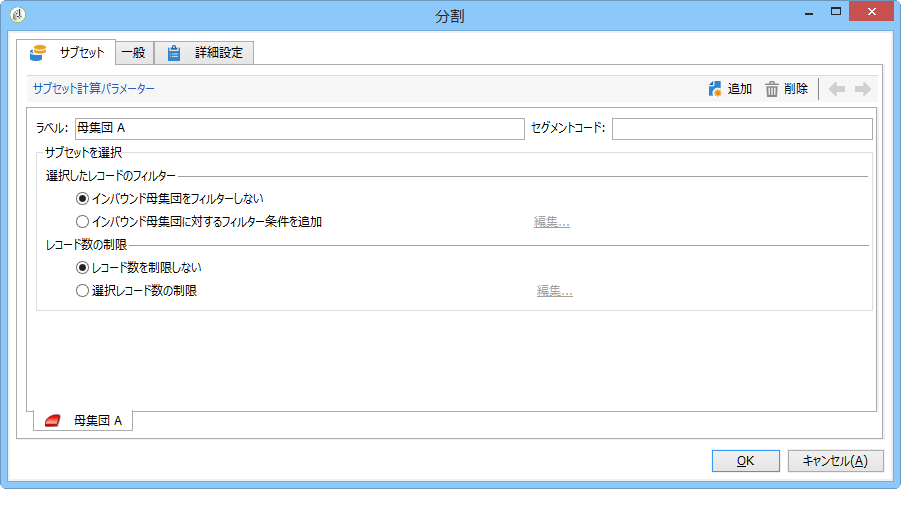 分割
サブセット 一般 詳細設定
サブセット計算パラメーター 追加 削除
ラベル: 母集団 A セグメントコード:
サブセットを選択
選択したレコードのフィルター
インバウンド母集団をフィルターしない
インバウンド母集団に対するフィルター条件を追加 編集...
レコード数の制限
レコード数を制限しない
選択レコード数の制限 編集...
母集団 A
OK キャンセル(A)